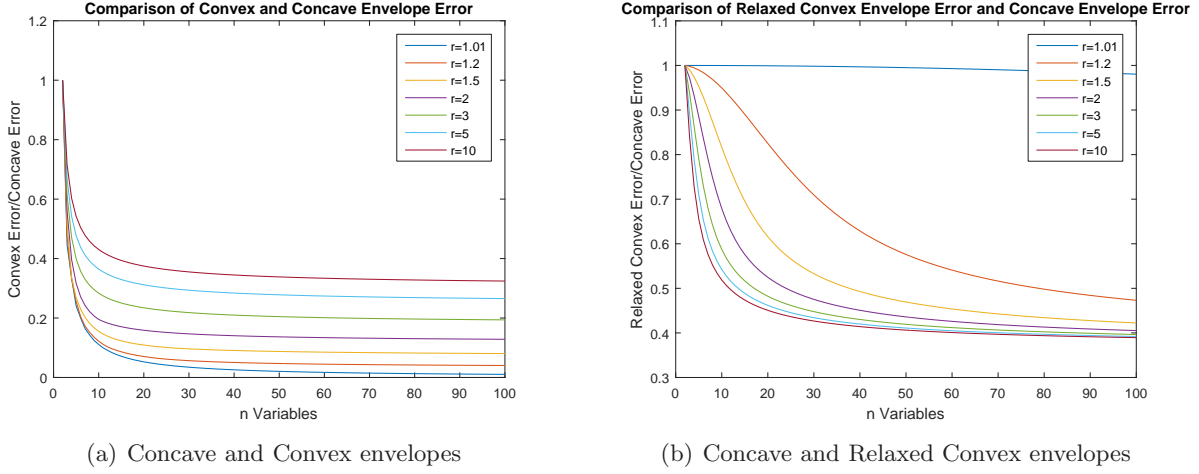 Comparison of Convex and Concave Envelope Error
1.2
1
0.8
0.6
0.4
0.2
0
Convex Error/Concave Error
r=1.01
r=1.2
r=1.5
r=2
r=3
r=5
r=10
0 10 20 30 40 50 60 70 80 90 100
n Variables
(a) Concave and Convex envelopes
Comparison of Relaxed Convex Envelope Error and Concave Envelope Error
1.1
1
0.9
0.8
0.7
0.6
0.5
0.4
0.3
Relaxed Convex Error/Concave Error
r=1.01
r=1.2
r=1.5
r=2
r=3
r=5
r=10
0 10 20 30 40 50 60 70 80 90 100
n Variables
(b) Concave and Relaxed Convex envelopes